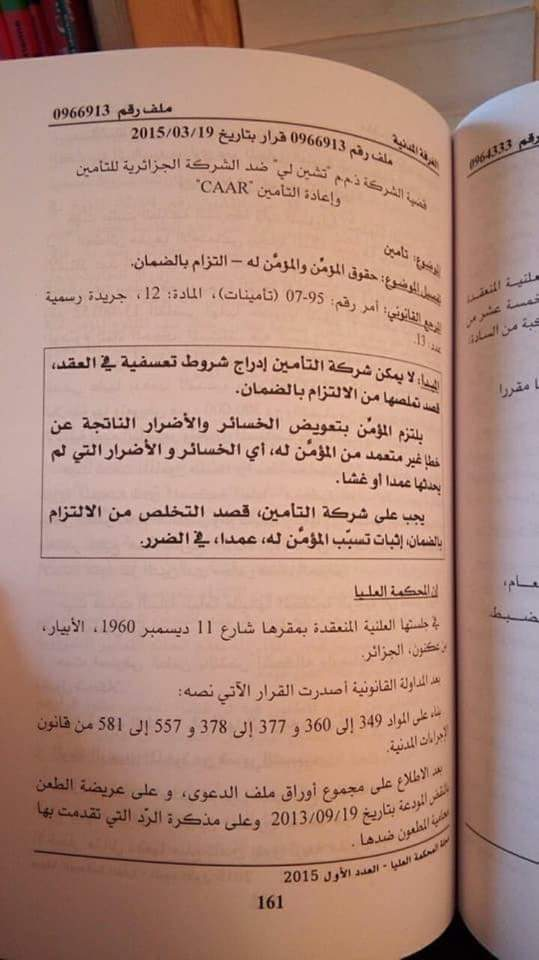 ملف رقم 0966913
الغرفة المدنية
ملف رقم 0966913 قرار بتاريخ 2015/03/19
قضية الشركة ذ.م.م "تشين لي" ضد الشركة الجزائرية للتأمين
وإعادة التأمين "CAAR"
الموضوع: تأمين
تفصيل الموضوع: حقوق المؤمّن والمؤمّن له – التزام بالضمان.
المرجع القانوني: أمر رقم: 95-07 (تأمينات)، المادة: 12، جريدة رسمية
عدد: 13.
المبدأ: لا يمكن شركة التأمين إدراج شروط تعسفية في العقد،
قصد تملصها من الالتزام بالضمان.
يلتزم المؤمّن بتعويض الخسائر والأضرار الناتجة عن
خطإ غير متعمد من المؤمّن له، أي الخسائر و الأضرار التي لم
يحدثها عمدا أو غشا.
يجب على شركة التأمين، قصد التخلص من الالتزام
بالضمان، إثبات تسبّب المؤمّن له، عمدا، في الضرر.
إن المحكمة العليا
في جلستها العلنية المنعقدة بمقرها شارع 11 ديسمبر 1960، الأبيار،
بن عكنون، الجزائر.
بعد المداولة القانونية أصدرت القرار الآتي نصه:
بناء على المواد 349 إلى 360 و 377 إلى 378 و 557 إلى 581 من قانون
الإجراءات المدنية.
بعد الاطلاع على مجموع أوراق ملف الدعوى، و على عريضة الطعن
بالنقض المودعة بتاريخ 2013/09/19 وعلى مذكرة الرّد التي تقدمت بها
محامية المطعون ضدها.
مجلة المحكمة العليا - العدد الأول 2015
161
رقم 0964333
علنية المنعقدة
خمسة عشر من
السادة:
مقررا
عام،
ضبط